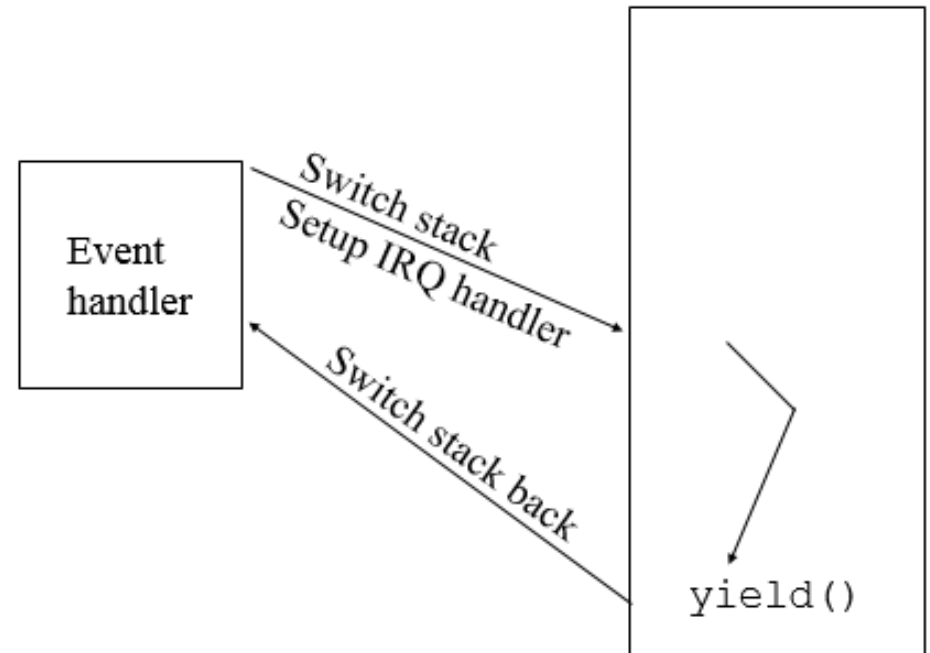 Switch stack
Setup IRQ handler
Event
handler
Switch stack back
yield()